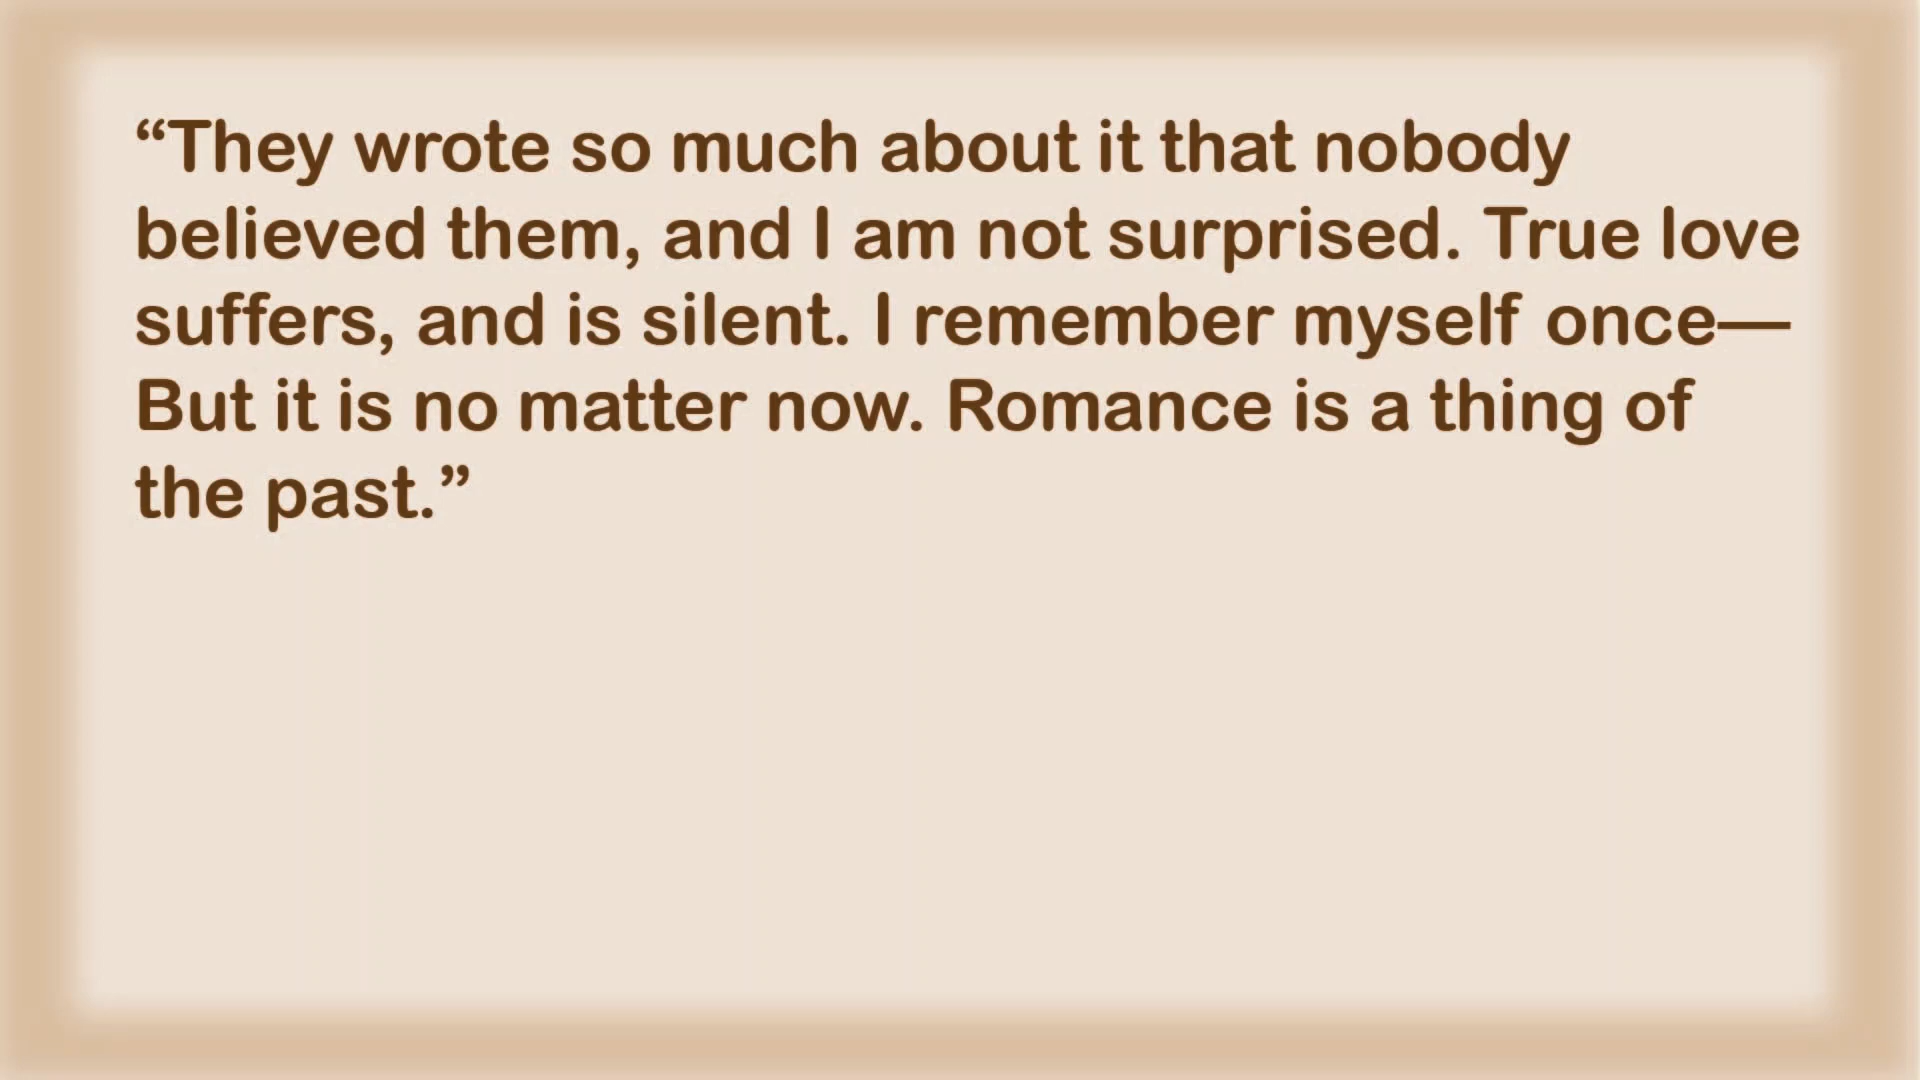 “They wrote so much about it that nobody
believed them, and I am not surprised. True love
suffers, and is silent. I remember myself once—
But it is no matter now. Romance is a thing of
the past.”